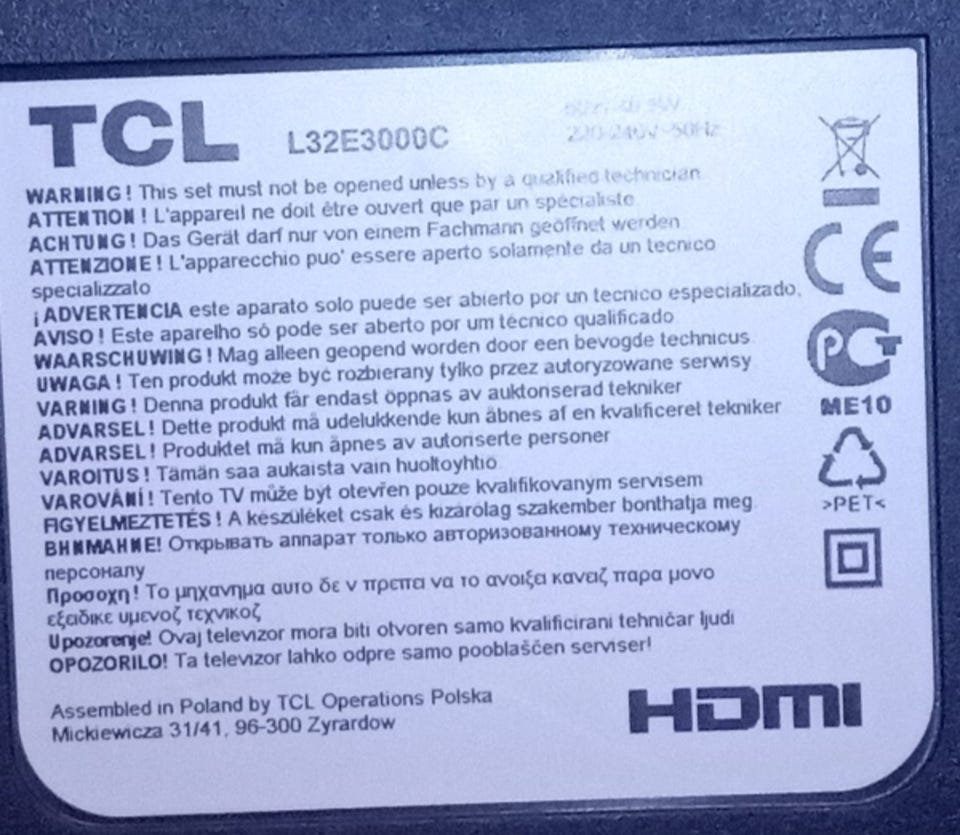 TCL L32E3000C
220-240V~50Hz
WARNING! This set must not be opened unless by a qualified technician
ATTENTION! L'appareil ne doit être ouvert que par un spécialiste
ACHTUNG! Das Gerät darf nur von einem Fachmann geöffnet werden
ATTENZIONE! L'apparecchio puo' essere aperto solamente da un tecnico
specializzato
¡ADVERTENCIA este aparato solo puede ser abierto por un tecnico especializado.
AVISO! Este aparelho só pode ser aberto por um técnico qualificado
WAARSCHUWING! Mag alleen geopend worden door een bevogde technicus
UWAGA! Ten produkt może być rozbierany tylko przez autoryzowane serwisy
VARNING! Denna produkt får endast öppnas av auktoriserad tekniker
ADVARSEL! Dette produkt må udelukkende kun åbnes af en kvalificeret tekniker
ADVARSEL! Produktet må kun åpnes av autoriserte personer
VAROITUS! Tämän saa aukaista vain huoltoyhtiö.
VAROVÁNÍ! Tento TV může být otevřen pouze kvalifikovaným servisem
FIGYELMEZTETÉS! A készüléket csak és kizárólag szakember bonthatja meg
ВНИМАНИЕ! Открывать аппарат только авторизованному техническому
персоналу
Προσοχη! Το μηχανημα αυτο δε ν πρεπει να το ανοιξει κανειζ παρα μονο
εξειδικε υμενοζ τεχνικοζ
Upozorenje! Ovaj televizor mora biti otvoren samo kvalificirani tehničar ljudi
OPOZORILO! Ta televizor lahko odpre samo pooblaščen serviser!
Assembled in Poland by TCL Operations Polska
Mickiewicza 31/41, 96-300 Zyrardow
CE
РСТ
ME10
>PET<
HDMI